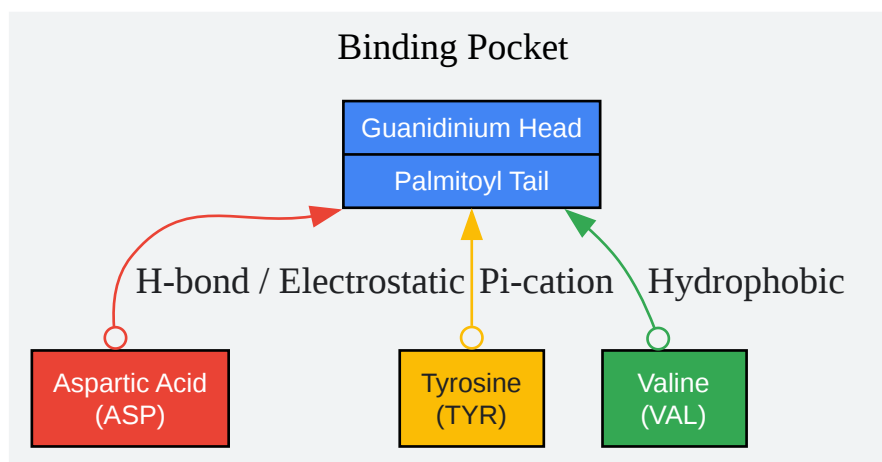 Binding Pocket
Guanidinium Head
Palmitoyl Tail
H-bond / Electrostatic
Pi-cation
Hydrophobic
Aspartic Acid
(ASP)
Tyrosine
(TYR)
Valine
(VAL)